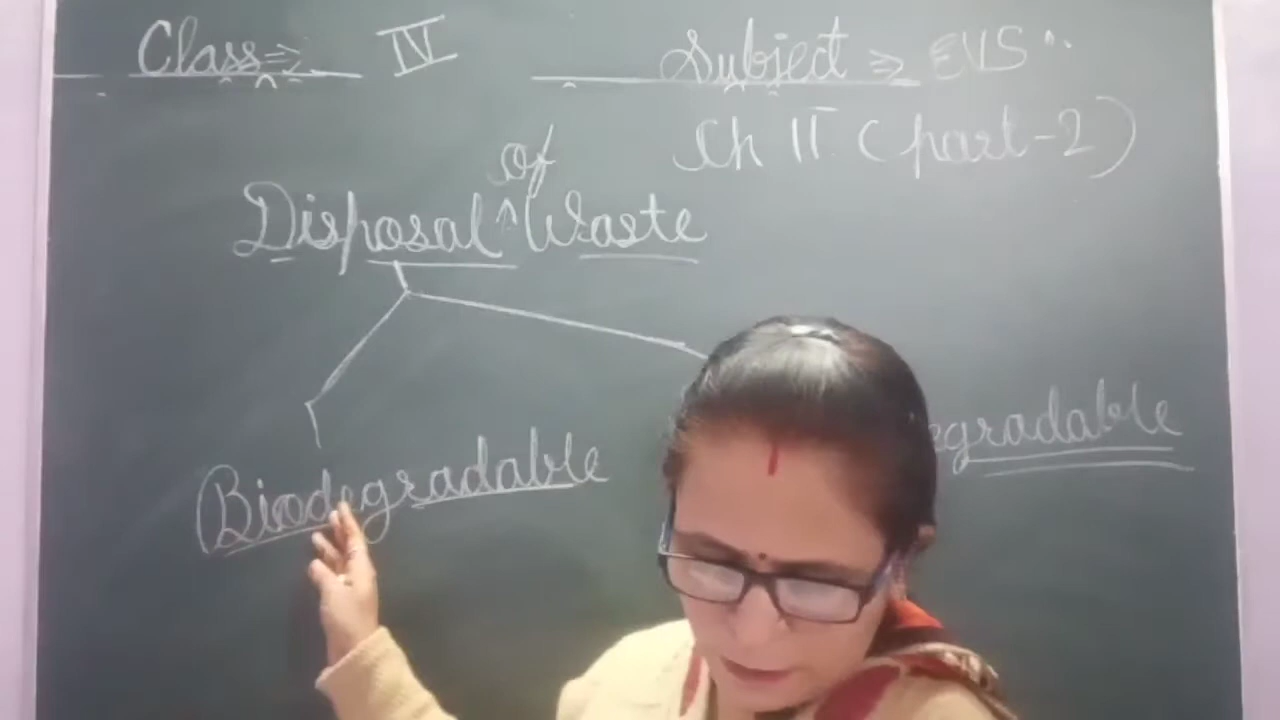 Class ⇒ IV Subject ⇒ EVS
Ch 11 (part-2)
of
Disposal ↑ Waste
Biodegradable egradable